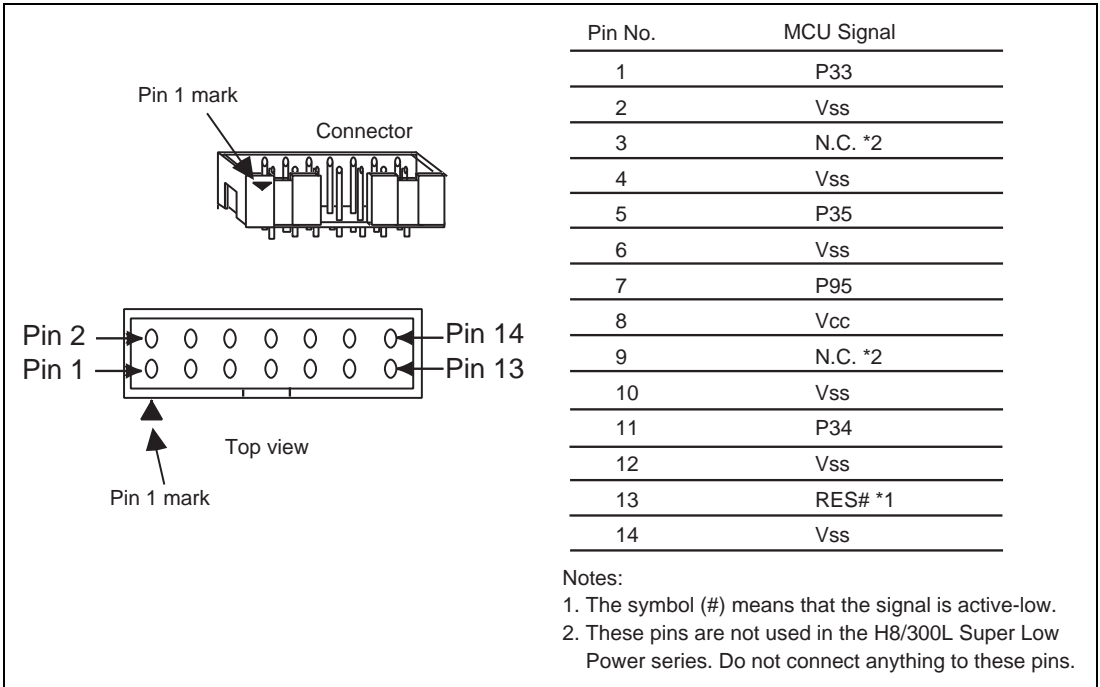 Pin 1 mark
Connector
Pin 2
Pin 14
Pin 1
Pin 13
Top view
Pin 1 mark
Pin No. MCU Signal
1 P33
2 Vss
3 N.C. *2
4 Vss
5 P35
6 Vss
7 P95
8 Vcc
9 N.C. *2
10 Vss
11 P34
12 Vss
13 RES# *1
14 Vss
Notes:
1. The symbol (#) means that the signal is active-low.
2. These pins are not used in the H8/300L Super Low
Power series. Do not connect anything to these pins.